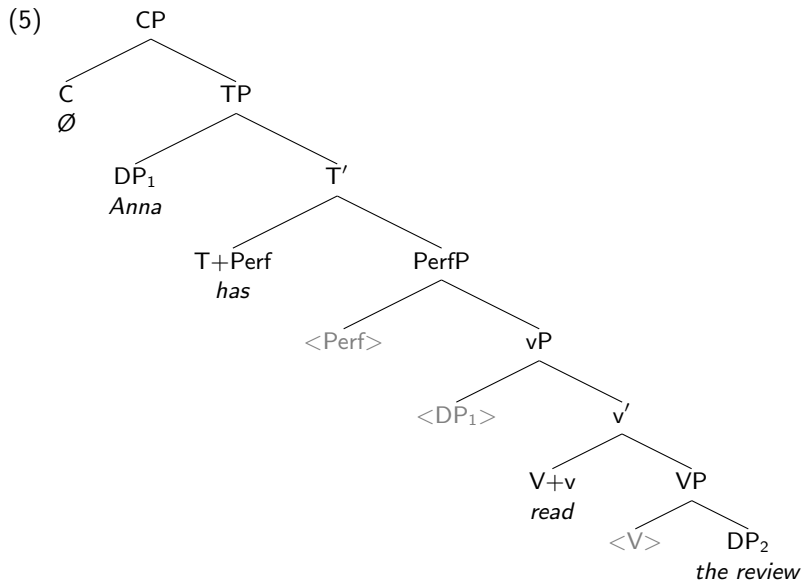 (5) CP
C TP
Ø
DP₁ T′
Anna
T+Perf PerfP
has
<Perf> vP
<DP₁> v′
V+v VP
read
<V> DP₂
the review